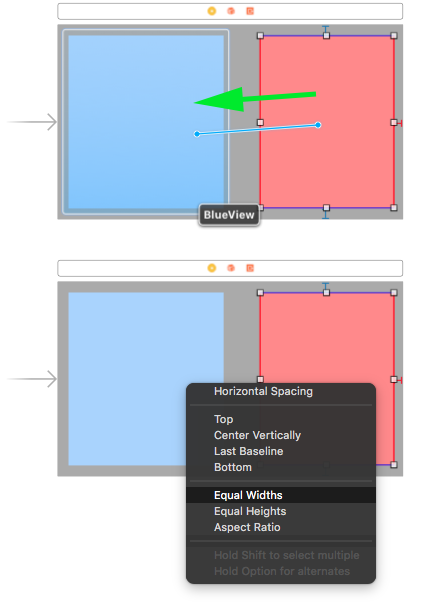 BlueView
Horizontal Spacing
Top
Center Vertically
Last Baseline
Bottom
Equal Widths
Equal Heights
Aspect Ratio
Hold Shift to select multiple
Hold Option for alternates